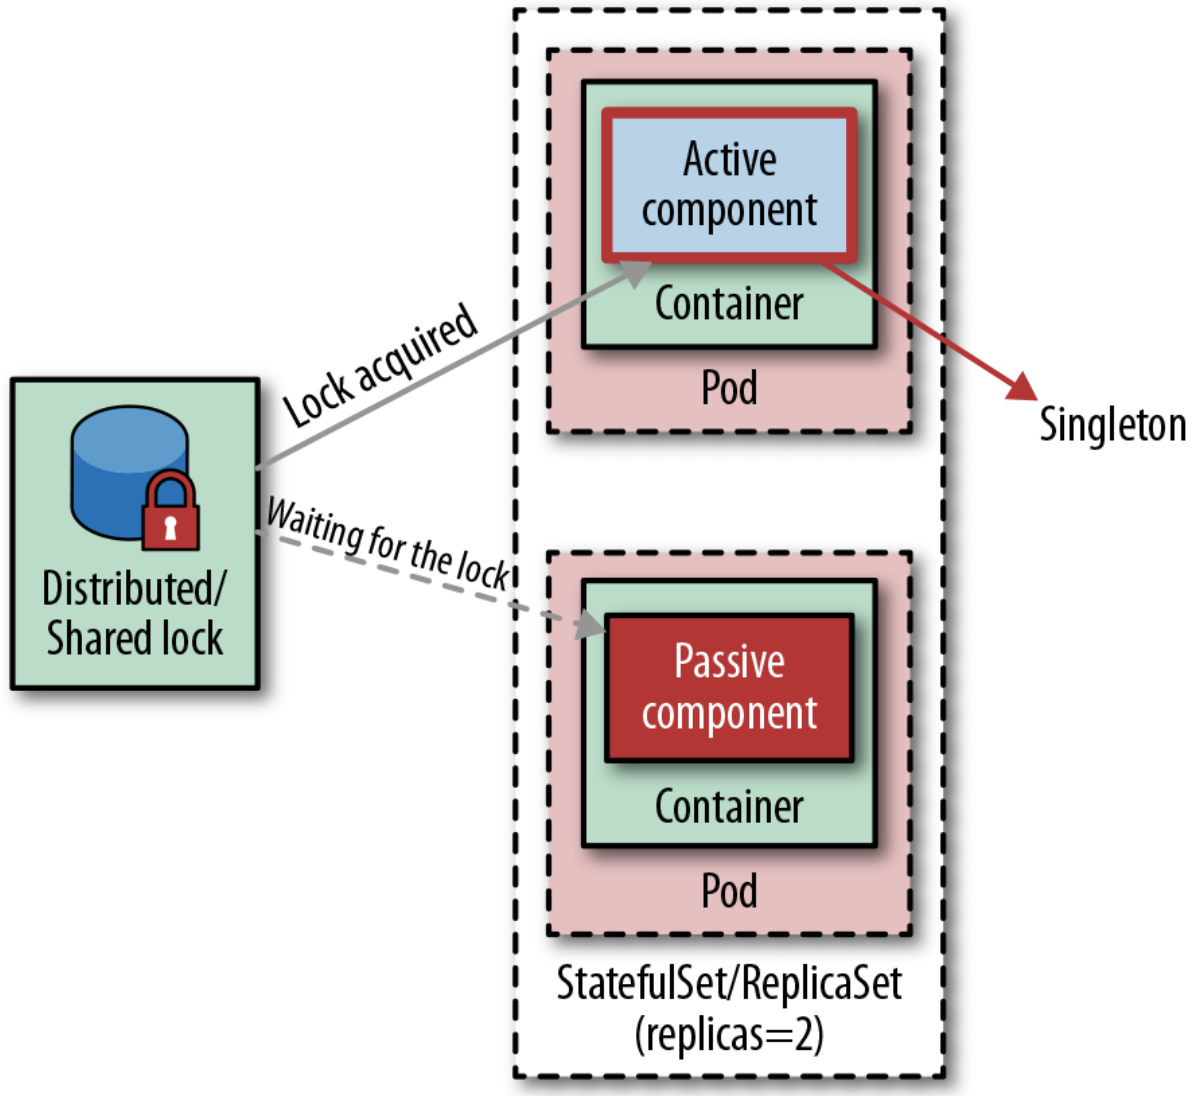 Active
component
Container
Pod
Lock acquired
Singleton
Waiting for the lock
Distributed/
Shared lock
Passive
component
Container
Pod
StatefulSet/ReplicaSet
(replicas=2)